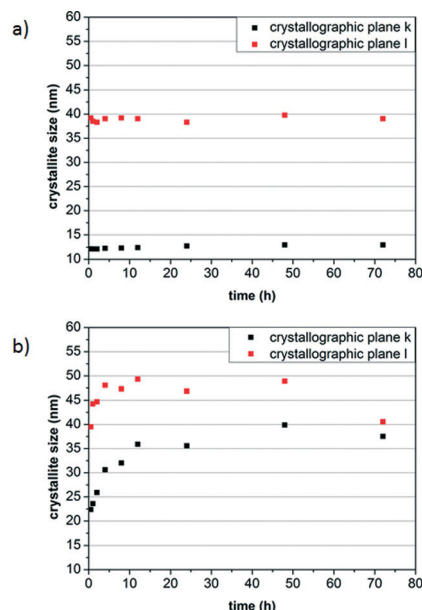 a)
crystallographic plane k
crystallographic plane l
crystallite size (nm)
60
55
50
45
40
35
30
25
20
15
10
0 10 20 30 40 50 60 70 80
time (h)
b)
crystallographic plane k
crystallographic plane l
crystallite size (nm)
60
55
50
45
40
35
30
25
20
15
10
0 10 20 30 40 50 60 70 80
time (h)